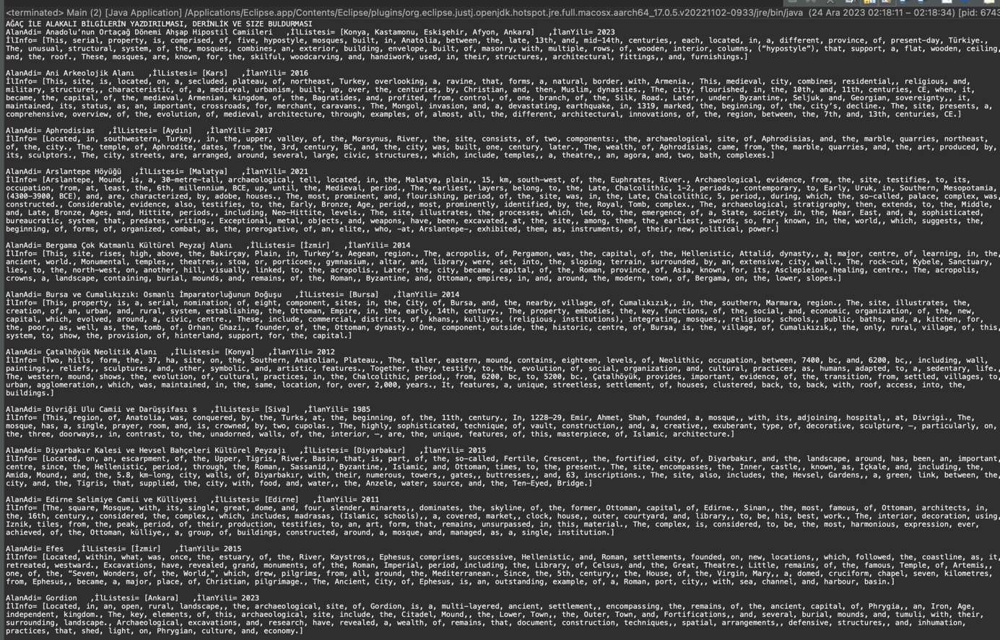 <terminated> Main (2) [Java Application] /Applications/Eclipse.app/Contents/Eclipse/plugins/org.eclipse.justj.openjdk.hotspot.jre.full.macosx.aarch64_17.0.5.v20221102-0933/jre/bin/java  (24 Ara 2023 02:18:11 – 02:18:34) [pid: 6743
AĞAÇ İLE ALAKALI BİLGİLERİN YAZDIRILMASI, DERİNLİK VE SIZE BULDURMASI
AlanAdi= Anadolu’nun Ortaçağ Dönemi Ahşap Hipostil Camiileri   ,İlListesi= [Konya, Kastamonu, Eskişehir, Afyon, Ankara]   ,İlanYili= 2023
İlInfo= [This, serial, property, is, comprised, of, five, hypostyle, mosques, built, in, Anatolia, between, the, late, 13th, and, mid-14th, centuries,, each, located, in, a, different, province, of, present-day, Türkiye.,
The, unusual, structural, system, of, the, mosques, combines, an, exterior, building, envelope, built, of, masonry, with, multiple, rows, of, wooden, interior, columns, (“hypostyle”), that, support, a, flat, wooden, ceiling,
and, the, roof., These, mosques, are, known, for, the, skilful, woodcarving, and, handiwork, used, in, their, structures,, architectural, fittings,, and, furnishings.]
AlanAdi= Ani Arkeolojik Alanı   ,İlListesi= [Kars]   ,İlanYili= 2016
İlInfo= [This, site, is, located, on, a, secluded, plateau, of, northeast, Turkey, overlooking, a, ravine, that, forms, a, natural, border, with, Armenia., This, medieval, city, combines, residential,, religious, and,
military, structures,, characteristic, of, a, medieval, urbanism, built, up, over, the, centuries, by, Christian, and, then, Muslim, dynasties., The, city, flourished, in, the, 10th, and, 11th, centuries, CE, when, it,
became, the, capital, of, the, medieval, Armenian, kingdom, of, the, Bagratides, and, profited, from, control, of, one, branch, of, the, Silk, Road., Later,, under, Byzantine,, Seljuk, and, Georgian, sovereignty,, it,
maintained, its, status, as, an, important, crossroads, for, merchant, caravans., The, Mongol, invasion, and, a, devastating, earthquake, in, 1319, marked, the, beginning, of, the, city’s, decline., The, site, presents, a,
comprehensive, overview, of, the, evolution, of, medieval, architecture, through, examples, of, almost, all, the, different, architectural, innovations, of, the, region, between, the, 7th, and, 13th, centuries, CE.]
AlanAdi= Aphrodisias   ,İlListesi= [Aydın]   ,İlanYili= 2017
İlInfo= [Located, in, southwestern, Turkey,, in, the, upper, valley, of, the, Morsynus, River,, the, site, consists, of, two, components:, the, archaeological, site, of, Aphrodisias, and, the, marble, quarries, northeast,
of, the, city., The, temple, of, Aphrodite, dates, from, the, 3rd, century, BC, and, the, city, was, built, one, century, later., The, wealth, of, Aphrodisias, came, from, the, marble, quarries, and, the, art, produced, by,
its, sculptors., The, city, streets, are, arranged, around, several, large, civic, structures,, which, include, temples,, a, theatre,, an, agora, and, two, bath, complexes.]
AlanAdi= Arslantepe Höyüğü   ,İlListesi= [Malatya]   ,İlanYili= 2021
İlInfo= [Arslantepe, Mound, is, a, 30-metre-tall, archaeological, tell, located, in, the, Malatya, plain,, 15, km, south-west, of, the, Euphrates, River., Archaeological, evidence, from, the, site, testifies, to, its,
occupation, from, at, least, the, 6th, millennium, BCE, up, until, the, Medieval, period., The, earliest, layers, belong, to, the, Late, Chalcolithic, 1-2, periods,, contemporary, to, Early, Uruk, in, Southern, Mesopotamia,
(4300-3900, BCE), and, are, characterized, by, adobe, houses., The, most, prominent, and, flourishing, period, of, the, site, was, in, the, Late, Chalcolithic, 5, period,, during, which, the, so-called, palace, complex, was,
constructed., Considerable, evidence, also, testifies, to, the, Early, Bronze, Age, period,, most, prominently, identified, by, the, Royal, Tomb, complex., The, archaeological, stratigraphy, then, extends, to, the, Middle,
and, Late, Bronze, Ages, and, Hittite, periods,, including, Neo-Hittite, levels., The, site, illustrates, the, processes, which, led, to, the, emergence, of, a, State, society, in, the, Near, East, and, a, sophisticated,
bureaucratic, system, that, predates, writing., Exceptional, metal, objects, and, weapons, have, been, excavated, at, the, site,, among, them, the, earliest, swords, so, far, known, in, the, world,, which, suggests, the,
beginning, of, forms, of, organized, combat, as, the, prerogative, of, an, elite,, who, –at, Arslantepe–, exhibited, them, as, instruments, of, their, new, political, power.]
AlanAdi= Bergama Çok Katmanlı Kültürel Peyzaj Alanı   ,İlListesi= [İzmir]   ,İlanYili= 2014
İlInfo= [This, site, rises, high, above, the, Bakirçay, Plain, in, Turkey’s, Aegean, region., The, acropolis, of, Pergamon, was, the, capital, of, the, Hellenistic, Attalid, dynasty,, a, major, centre, of, learning, in, the,
ancient, world., Monumental, temples,, theatres,, stoa, or, porticoes,, gymnasium,, altar, and, library, were, set, into, the, sloping, terrain, surrounded, by, an, extensive, city, wall., The, rock-cut, Kybele, Sanctuary,
lies, to, the, north-west, on, another, hill, visually, linked, to, the, acropolis., Later, the, city, became, capital, of, the, Roman, province, of, Asia, known, for, its, Asclepieion, healing, centre., The, acropolis,
crowns, a, landscape, containing, burial, mounds, and, remains, of, the, Roman,, Byzantine, and, Ottoman, empires, in, and, around, the, modern, town, of, Bergama, on, the, lower, slopes.]
AlanAdi= Bursa ve Cumalıkızık: Osmanlı İmparatorluğunun Doğuşu   ,İlListesi= [Bursa]   ,İlanYili= 2014
İlInfo= [This, property, is, a, serial, nomination, of, eight, component, sites, in, the, City, of, Bursa, and, the, nearby, village, of, Cumalıkızık,, in, the, southern, Marmara, region., The, site, illustrates, the,
creation, of, an, urban, and, rural, system, establishing, the, Ottoman, Empire, in, the, early, 14th, century., The, property, embodies, the, key, functions, of, the, social, and, economic, organization, of, the, new,
capital, which, evolved, around, a, civic, centre., These, include, commercial, districts, of, khans,, kulliyes, (religious, institutions), integrating, mosques,, religious, schools,, public, baths, and, a, kitchen, for,
the, poor,, as, well, as, the, tomb, of, Orhan, Ghazi,, founder, of, the, Ottoman, dynasty., One, component, outside, the, historic, centre, of, Bursa, is, the, village, of, Cumalıkızık,, the, only, rural, village, of, this,
system, to, show, the, provision, of, hinterland, support, for, the, capital.]
AlanAdi= Çatalhöyük Neolitik Alanı   ,İlListesi= [Konya]   ,İlanYili= 2012
İlInfo= [Two, hills, form, the, 37, ha, site, on, the, Southern, Anatolian, Plateau., The, taller, eastern, mound, contains, eighteen, levels, of, Neolithic, occupation, between, 7400, bc, and, 6200, bc,, including, wall,
paintings,, reliefs,, sculptures, and, other, symbolic, and, artistic, features., Together, they, testify, to, the, evolution, of, social, organization, and, cultural, practices, as, humans, adapted, to, a, sedentary, life.,
The, western, mound, shows, the, evolution, of, cultural, practices, in, the, Chalcolithic, period,, from, 6200, bc, to, 5200, bc., Çatalhöyük, provides, important, evidence, of, the, transition, from, settled, villages, to,
urban, agglomeration,, which, was, maintained, in, the, same, location, for, over, 2,000, years., It, features, a, unique, streetless, settlement, of, houses, clustered, back, to, back, with, roof, access, into, the,
buildings.]
AlanAdi= Divriği Ulu Camii ve Darüşşifası s   ,İlListesi= [Siva]   ,İlanYili= 1985
İlInfo= [This, region, of, Anatolia, was, conquered, by, the, Turks, at, the, beginning, of, the, 11th, century., In, 1228–29, Emir, Ahmet, Shah, founded, a, mosque,, with, its, adjoining, hospital,, at, Divrigi., The,
mosque, has, a, single, prayer, room, and, is, crowned, by, two, cupolas., The, highly, sophisticated, technique, of, vault, construction,, and, a, creative,, exuberant, type, of, decorative, sculpture, –, particularly, on,
the, three, doorways,, in, contrast, to, the, unadorned, walls, of, the, interior, –, are, the, unique, features, of, this, masterpiece, of, Islamic, architecture.]
AlanAdi= Diyarbakır Kalesi ve Hevsel Bahçeleri Kültürel Peyzajı   ,İlListesi= [Diyarbakır]   ,İlanYili= 2015
İlInfo= [Located, on, an, escarpment, of, the, Upper, Tigris, River, Basin, that, is, part, of, the, so-called, Fertile, Crescent,, the, fortified, city, of, Diyarbakır, and, the, landscape, around, has, been, an, important,
centre, since, the, Hellenistic, period,, through, the, Roman,, Sassanid,, Byzantine,, Islamic, and, Ottoman, times, to, the, present., The, site, encompasses, the, Inner, castle,, known, as, İçkale, and, including, the,
Amida, Mound,, and, the, 5.8, km-long, city, walls, of, Diyarbakır, with, their, numerous, towers,, gates,, buttresses,, and, 63, inscriptions., The, site, also, includes, the, Hevsel, Gardens,, a, green, link, between, the,
city, and, the, Tigris, that, supplied, the, city, with, food, and, water,, the, Anzele, water, source, and, the, Ten-Eyed, Bridge.]
AlanAdi= Edirne Selimiye Camii ve Külliyesi   ,İlListesi= [Edirne]   ,İlanYili= 2011
İlInfo= [The, square, Mosque, with, its, single, great, dome, and, four, slender, minarets,, dominates, the, skyline, of, the, former, Ottoman, capital, of, Edirne., Sinan,, the, most, famous, of, Ottoman, architects, in,
the, 16th, century,, considered, the, complex,, which, includes, madrasas, (Islamic, schools),, a, covered, market,, clock, house,, outer, courtyard, and, library,, to, be, his, best, work., The, interior, decoration, using,
Iznik, tiles, from, the, peak, period, of, their, production, testifies, to, an, art, form, that, remains, unsurpassed, in, this, material., The, complex, is, considered, to, be, the, most, harmonious, expression, ever,
achieved, of, the, Ottoman, külliye,, a, group, of, buildings, constructed, around, a, mosque, and, managed, as, a, single, institution.]
AlanAdi= Efes   ,İlListesi= [İzmir]   ,İlanYili= 2015
İlInfo= [Located, within, what, was, once, the, estuary, of, the, River, Kaystros,, Ephesus, comprises, successive, Hellenistic, and, Roman, settlements, founded, on, new, locations,, which, followed, the, coastline, as, it,
retreated, westward., Excavations, have, revealed, grand, monuments, of, the, Roman, Imperial, period, including, the, Library, of, Celsus, and, the, Great, Theatre., Little, remains, of, the, famous, Temple, of, Artemis,,
one, of, the, “Seven, Wonders, of, the, World,”, which, drew, pilgrims, from, all, around, the, Mediterranean., Since, the, 5th, century,, the, House, of, the, Virgin, Mary,, a, domed, cruciform, chapel, seven, kilometres,
from, Ephesus,, became, a, major, place, of, Christian, pilgrimage., The, Ancient, City, of, Ephesus, is, an, outstanding, example, of, a, Roman, port, city,, with, sea, channel, and, harbour, basin.]
AlanAdi= Gordion   ,İlListesi= [Ankara]   ,İlanYili= 2023
İlInfo= [Located, in, an, open, rural, landscape,, the, archaeological, site, of, Gordion, is, a, multi-layered, ancient, settlement, encompassing, the, remains, of, the, ancient, capital, of, Phrygia,, an, Iron, Age,
independent, kingdom., The, key, elements, of, this, archaeological, site, include, the, Citadel, Mound,, the, Lower, Town,, the, Outer, Town, and, Fortifications,, and, several, burial, mounds, and, tumuli, with, their,
surrounding, landscape., Archaeological, excavations, and, research, have, revealed, a, wealth, of, remains, that, document, construction, techniques,, spatial, arrangements,, defensive, structures,, and, inhumation,
practices, that, shed, light, on, Phrygian, culture, and, economy.]